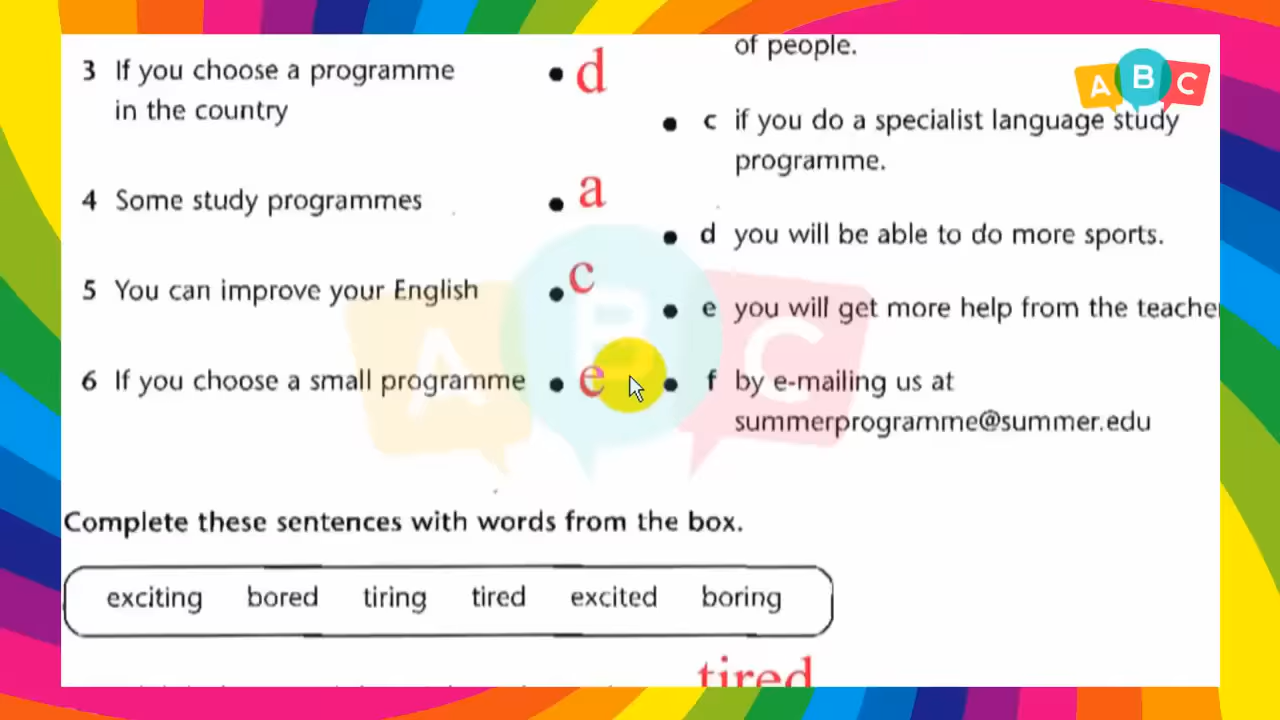 3 If you choose a programme
in the country
• d
4 Some study programmes
• a
5 You can improve your English
• c
6 If you choose a small programme
• e
of people.
• c if you do a specialist language study
programme.
• d you will be able to do more sports.
• e you will get more help from the
• f by e-mailing us at
summerprogramme@summer.edu
Complete these sentences with words from the box.
exciting bored tiring tired excited boring
tired
A B C
A B C